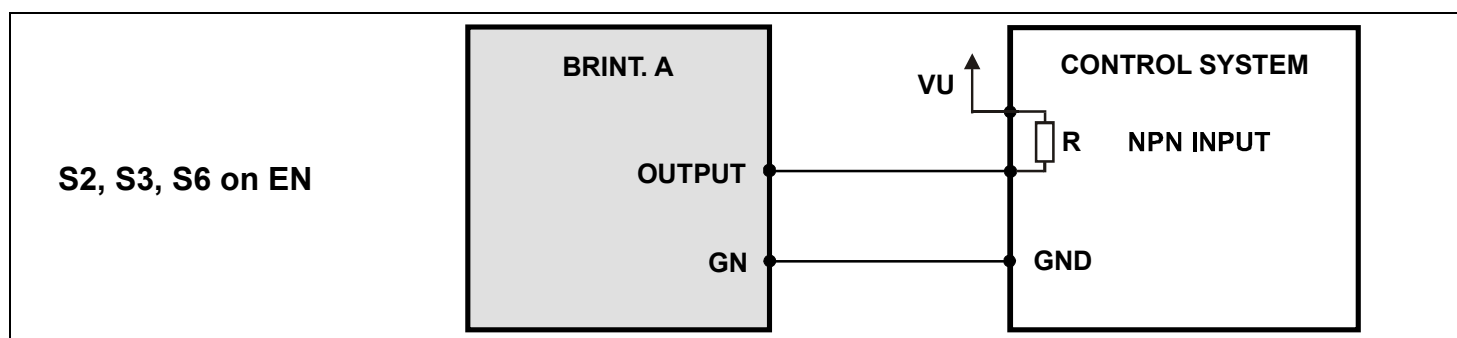 BRINT. A
CONTROL SYSTEM
VU
R
NPN INPUT
S2, S3, S6 on EN
OUTPUT
GN
GND